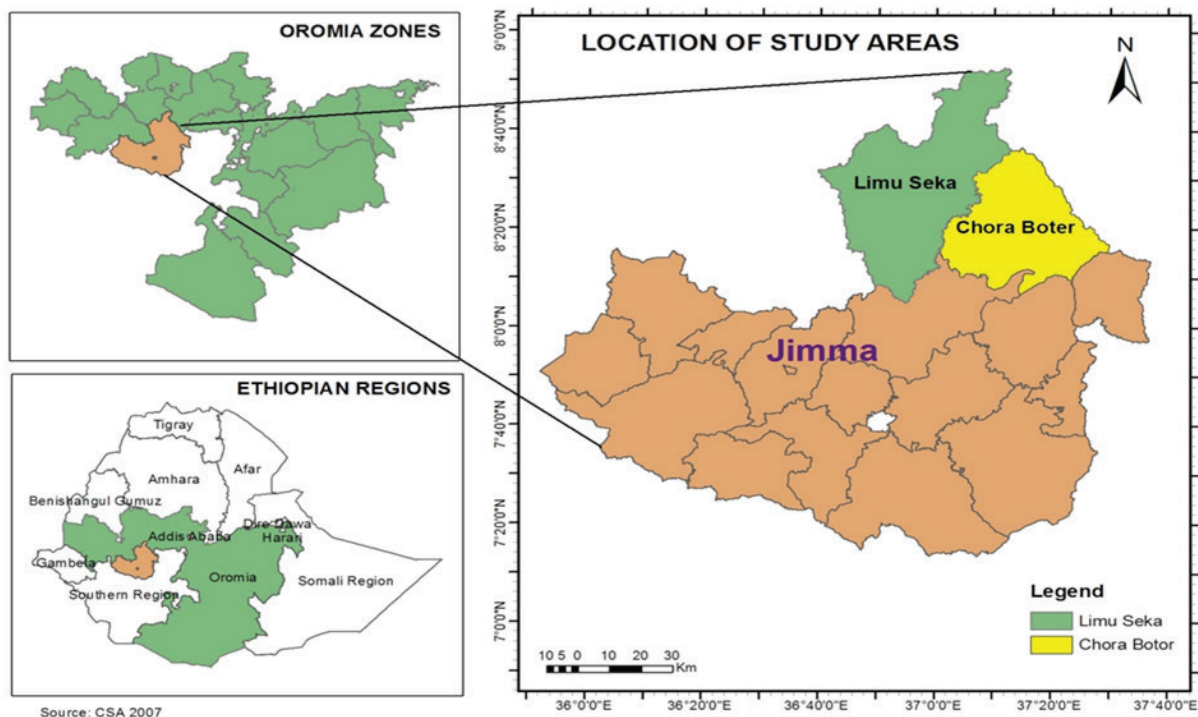 OROMIA ZONES
ETHIOPIAN REGIONS
Tigray
Afar
Amhara
Benishangul Gumuz
Dire Dawa
Addis Ababa
Harari
Gambela
Oromia
Somali Region
Southern Region
Source: CSA 2007
LOCATION OF STUDY AREAS
N
Limu Seka
Chora Boter
Jimma
Legend
Limu Seka
Chora Botor
10 5 0 10 20 30
Km
9°0'0"N
8°40'0"N
8°20'0"N
8°0'0"N
7°40'0"N
7°20'0"N
7°0'0"N
36°0'0"E 36°20'0"E 36°40'0"E 37°0'0"E 37°20'0"E 37°40'0"E